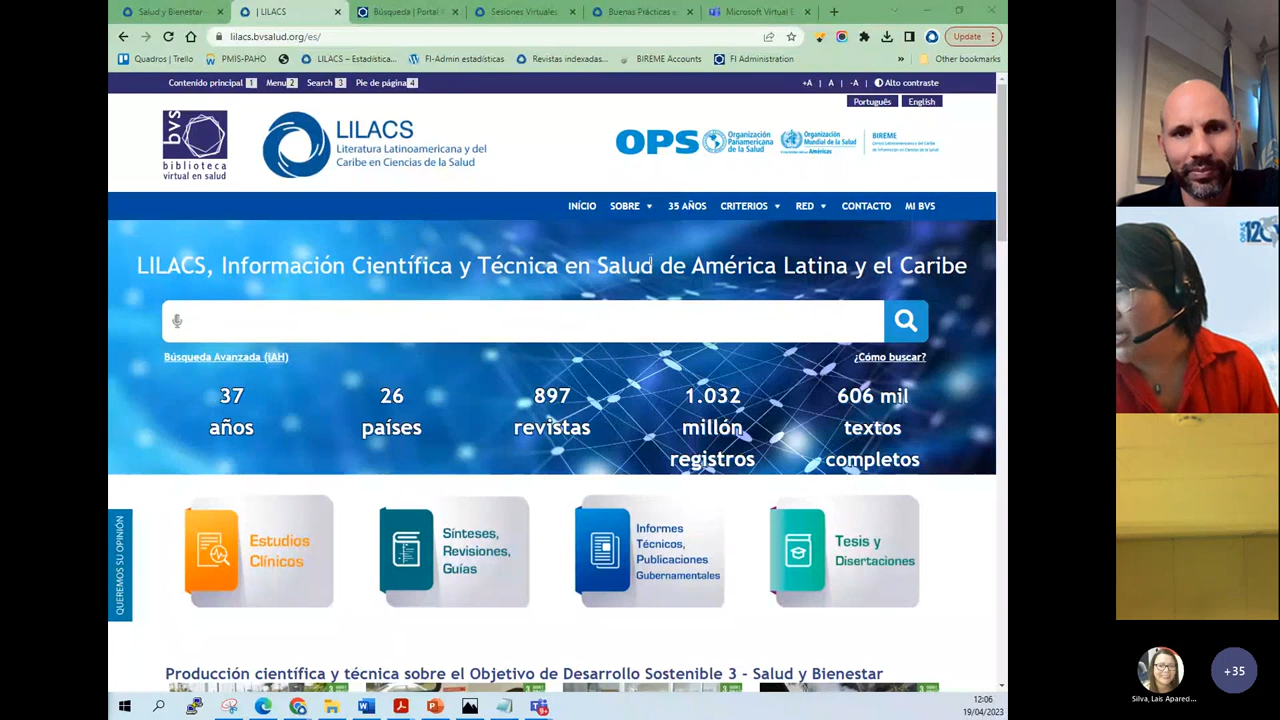 Salud y Bienestar
| LILACS
Búsqueda | Portal
Sesiones Virtuales
Buenas Prácticas e
Microsoft Virtual E
lilacs.bvsalud.org/es/
Update
Quadros | Trello
PMIS-PAHO
LILACS – Estadística...
FI-Admin estadísticas
Revistas indexadas...
BIREME Accounts
FI Administration
»
Other bookmarks
Contenido principal 1 Menu 2 Search 3 Pie de página 4
+A | A | -A | Alto contraste
Português English
bvs
biblioteca
virtual en salud
LILACS
Literatura Latinoamericana y del
Caribe en Ciencias de la Salud
OPS
Organización
Panamericana
de la Salud
Organización
Mundial de la Salud
Américas
BIREME
INÍCIO SOBRE 35 AÑOS CRITERIOS RED CONTACTO MI BVS
LILACS, Información Científica y Técnica en Salud de América Latina y el Caribe
Búsqueda Avanzada (iAH)
¿Cómo buscar?
37
años
26
países
897
revistas
1.032
millón
registros
606 mil
textos
completos
QUEREMOS SU OPINIÓN
Estudios
Clínicos
Sínteses,
Revisiones,
Guías
Informes
Técnicos,
Publicaciones
Gubernamentales
Tesis y
Disertaciones
Producción científica y técnica sobre el Objetivo de Desarrollo Sostenible 3 - Salud y Bienestar
12:06
19/04/2023
+35
Silva, Lais Apared...